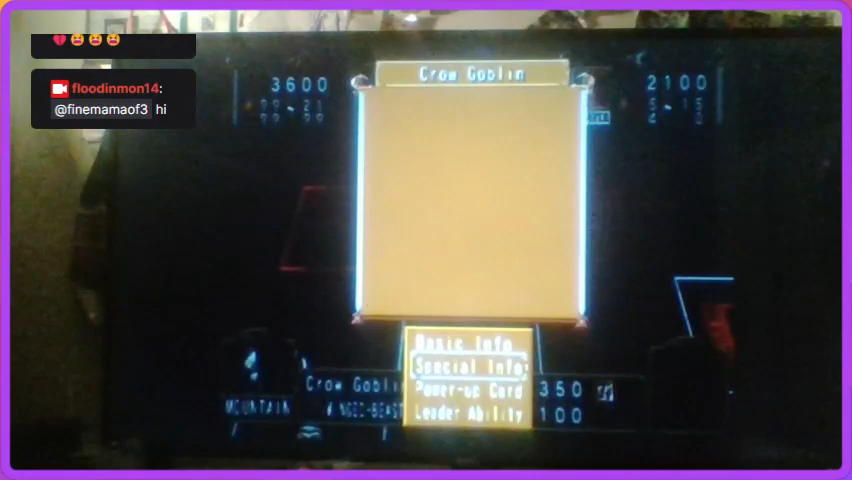 floodinmon14:
@finemamaof3 hi
Crow Goblin
3600
2100
Basic Info
Special Info
Power-up Card
Leader Ability
Crow Goblin
350
MOUNTAIN
100